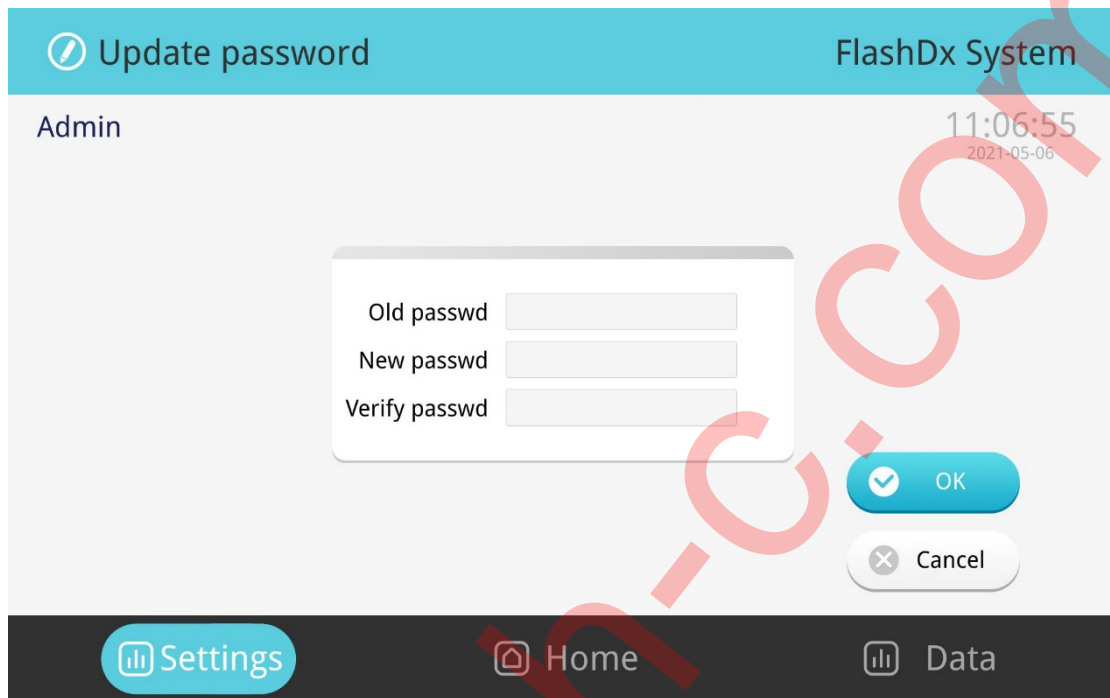 Update password
FlashDx System
Admin
11:06:55
2021-05-06
Old passwd
New passwd
Verify passwd
OK
Cancel
Settings
Home
Data